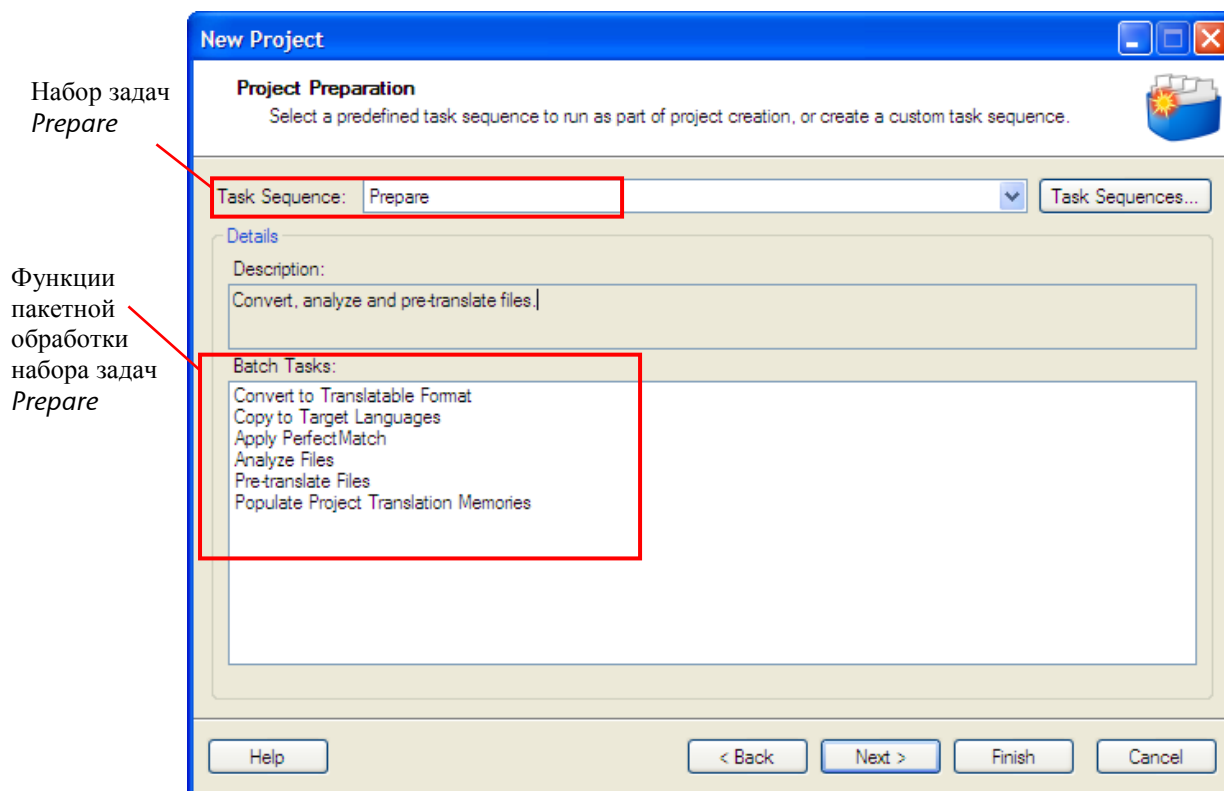 New Project
Project Preparation
Select a predefined task sequence to run as part of project creation, or create a custom task sequence.
Набор задач
Prepare
Task Sequence: Prepare Task Sequences...
Details
Description:
Convert, analyze and pre-translate files.
Функции
пакетной
обработки
набора задач
Prepare
Batch Tasks:
Convert to Translatable Format
Copy to Target Languages
Apply PerfectMatch
Analyze Files
Pre-translate Files
Populate Project Translation Memories
Help < Back Next > Finish Cancel